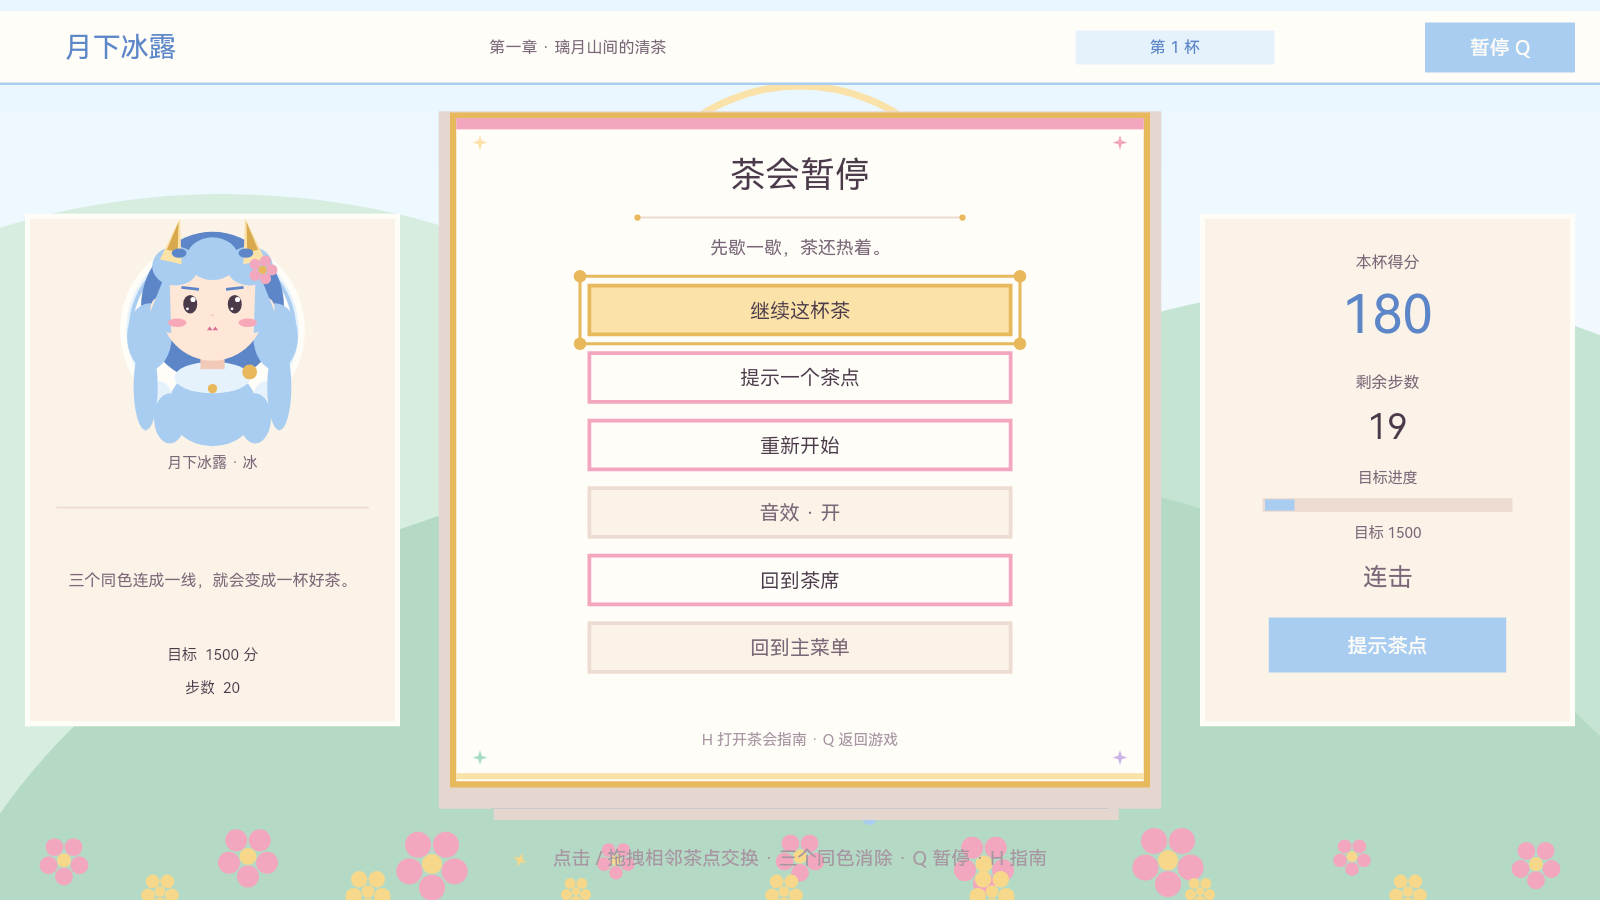 月下冰露
第一章 · 璃月山间的清茶
第 1 杯
暂停 Q
月下冰露 · 冰
三个同色连成一线，就会变成一杯好茶。
目标 1500 分
步数 20
茶会暂停
先歇一歇，茶还热着。
继续这杯茶
提示一个茶点
重新开始
音效 · 开
回到茶席
回到主菜单
H 打开茶会指南 · Q 返回游戏
本杯得分
180
剩余步数
19
目标进度
目标 1500
连击
提示茶点
点击 / 拖拽相邻茶点交换 · 三个同色消除 · Q 暂停 · H 指南